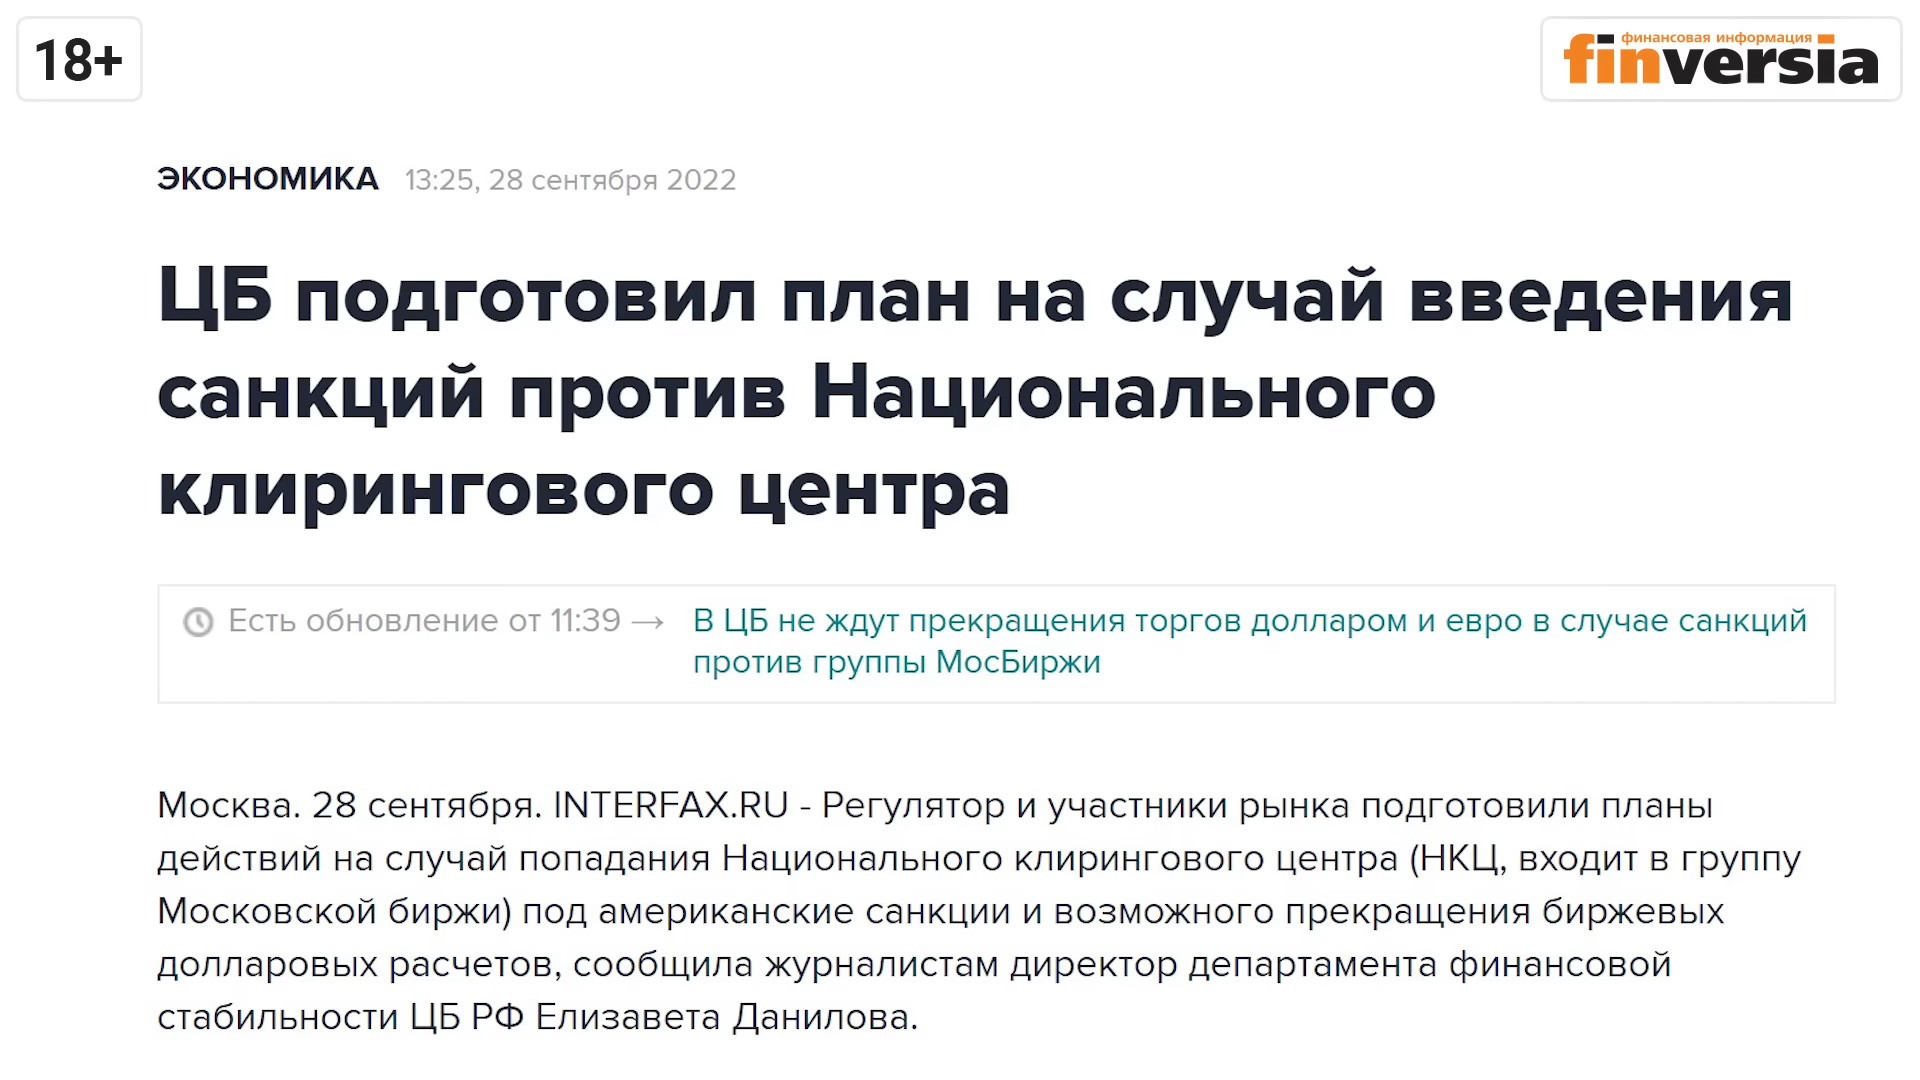 18+
финансовая информация
finversia
ЭКОНОМИКА 13:25, 28 сентября 2022
ЦБ подготовил план на случай введения
санкций против Национального
клирингового центра
Есть обновление от 11:39 → В ЦБ не ждут прекращения торгов долларом и евро в случае санкций
против группы МосБиржи
Москва. 28 сентября. INTERFAX.RU - Регулятор и участники рынка подготовили планы
действий на случай попадания Национального клирингового центра (НКЦ, входит в группу
Московской биржи) под американские санкции и возможного прекращения биржевых
долларовых расчетов, сообщила журналистам директор департамента финансовой
стабильности ЦБ РФ Елизавета Данилова.